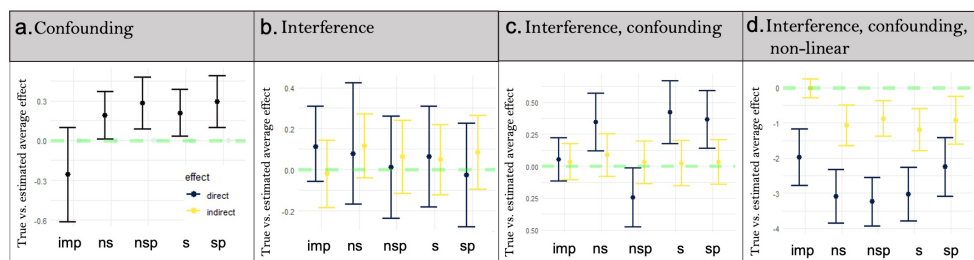 a. Confounding
True vs. estimated average effect
0.3
0.0
-0.3
-0.6
effect
direct
indirect
imp ns nsp s sp
b. Interference
True vs. estimated average effect
0.4
0.2
0.0
-0.2
imp ns nsp s sp
c. Interference, confounding
True vs. estimated average effect
0.50
0.25
0.00
0.50
imp ns nsp s sp
d. Interference, confounding,
non-linear
True vs. estimated average effect
0
-1
-2
-3
-4
imp ns nsp s sp